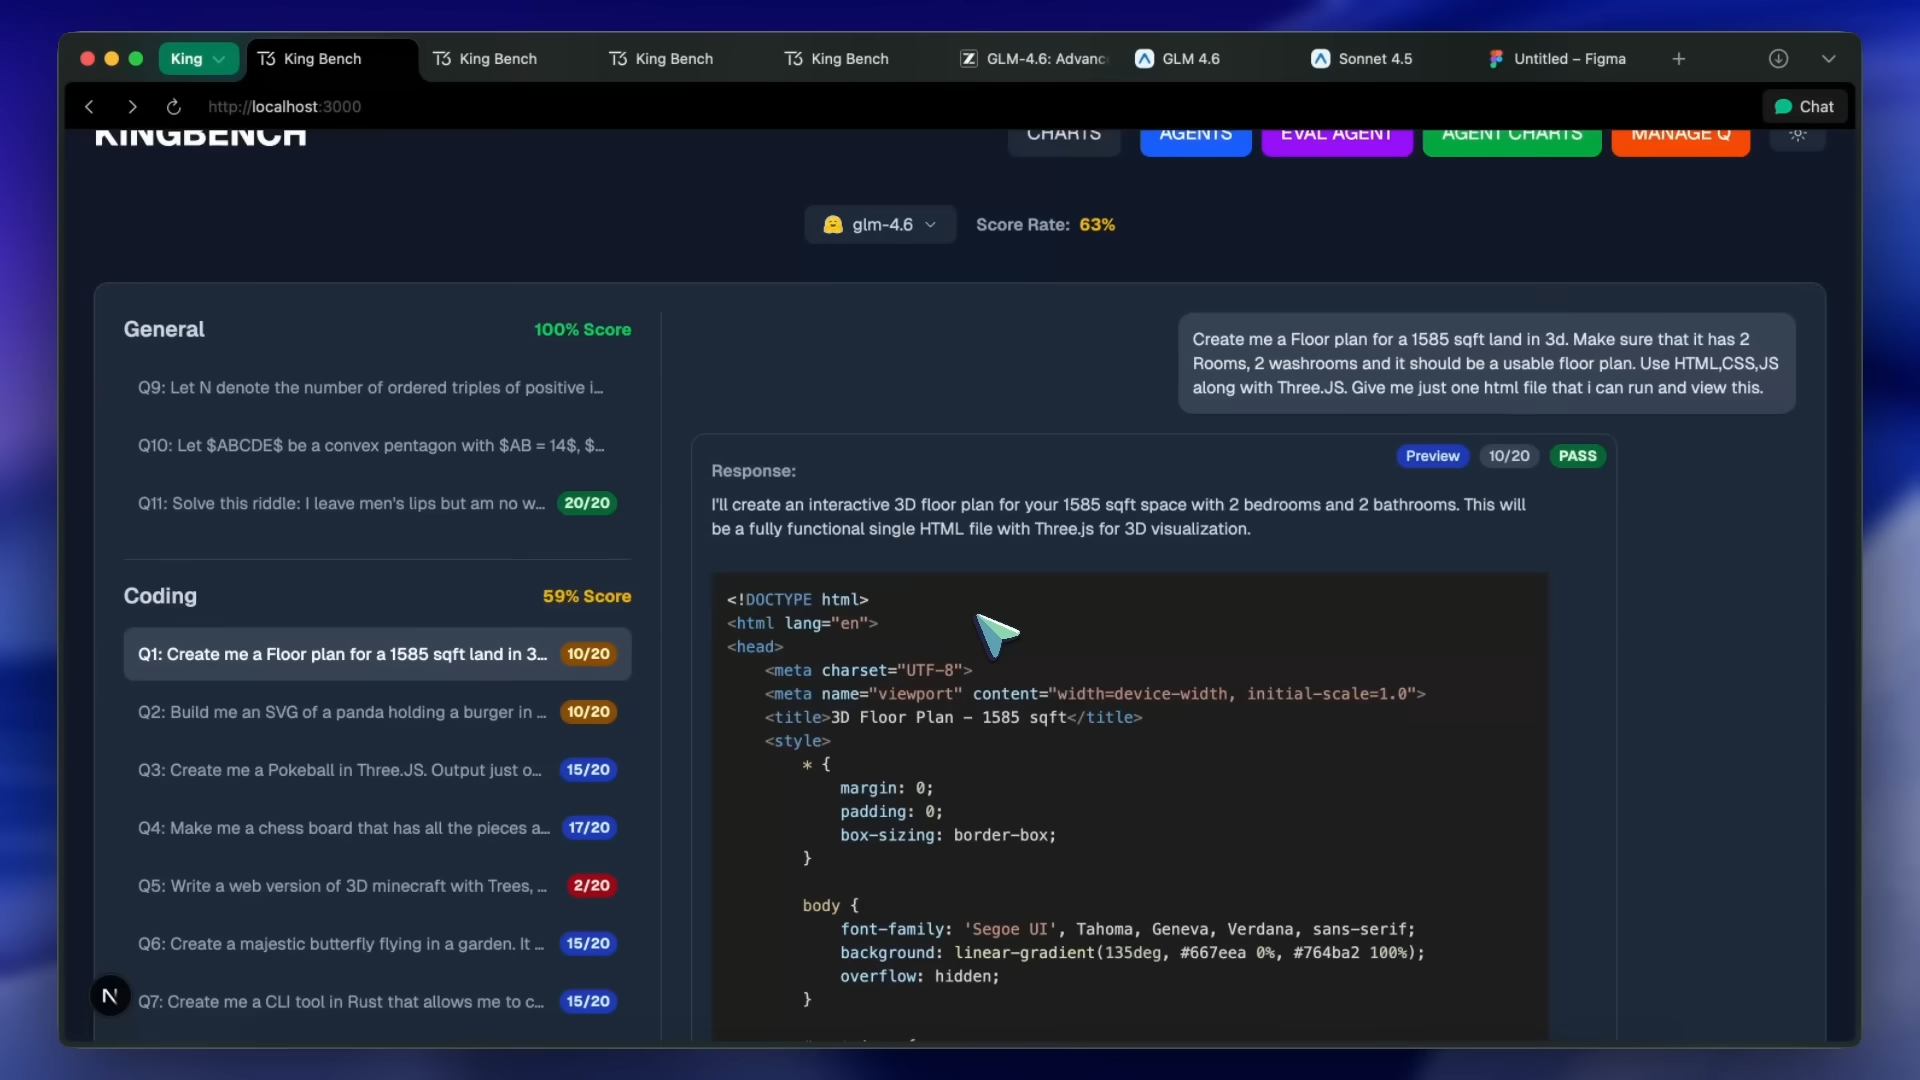 King
King Bench
King Bench
King Bench
King Bench
GLM-4.6: Advanc
GLM 4.6
Sonnet 4.5
Untitled – Figma
http://localhost:3000
Chat
KINGBENCH
CHARTS
AGENTS
EVAL AGENT
AGENT CHARTS
MANAGE Q
glm-4.6
Score Rate: 63%
General
100% Score
Q9: Let N denote the number of ordered triples of positive i...
Q10: Let $ABCDE$ be a convex pentagon with $AB = 14$, $...
Q11: Solve this riddle: I leave men's lips but am no w... 20/20
Coding
59% Score
Q1: Create me a Floor plan for a 1585 sqft land in 3... 10/20
Q2: Build me an SVG of a panda holding a burger in ... 10/20
Q3: Create me a Pokeball in Three.JS. Output just o... 15/20
Q4: Make me a chess board that has all the pieces a... 17/20
Q5: Write a web version of 3D minecraft with Trees, ... 2/20
Q6: Create a majestic butterfly flying in a garden. It ... 15/20
Q7: Create me a CLI tool in Rust that allows me to c... 15/20
N
Create me a Floor plan for a 1585 sqft land in 3d. Make sure that it has 2
Rooms, 2 washrooms and it should be a usable floor plan. Use HTML,CSS,JS
along with Three.JS. Give me just one html file that i can run and view this.
Preview
10/20
PASS
Response:
I'll create an interactive 3D floor plan for your 1585 sqft space with 2 bedrooms and 2 bathrooms. This will
be a fully functional single HTML file with Three.js for 3D visualization.
<!DOCTYPE html>
<html lang="en">
<head>
    <meta charset="UTF-8">
    <meta name="viewport" content="width=device-width, initial-scale=1.0">
    <title>3D Floor Plan - 1585 sqft</title>
    <style>
        * {
            margin: 0;
            padding: 0;
            box-sizing: border-box;
        }
        body {
            font-family: 'Segoe UI', Tahoma, Geneva, Verdana, sans-serif;
            background: linear-gradient(135deg, #667eea 0%, #764ba2 100%);
            overflow: hidden;
        }